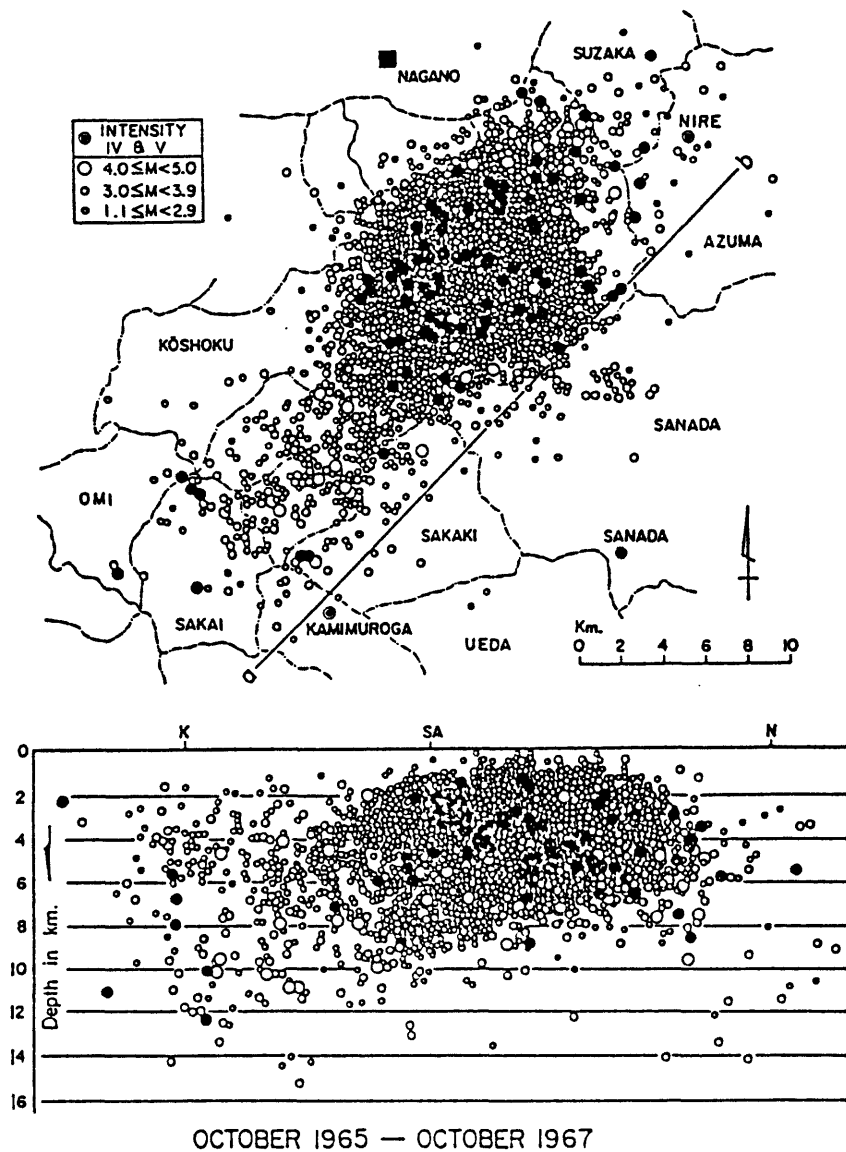 SUZAKA
NAGANO
INTENSITY
IV & V
4.0≤M<5.0
3.0≤M<3.9
1.1≤M<2.9
NIRE
AZUMA
KŌSHOKU
SANADA
OMI
SAKAKI
SANADA
SAKAI
KAMIMUROGA
UEDA
Km.
0 2 4 6 8 10
K SA N
0
2
4
6
8
10
12
14
16
Depth in km.
OCTOBER 1965 — OCTOBER 1967